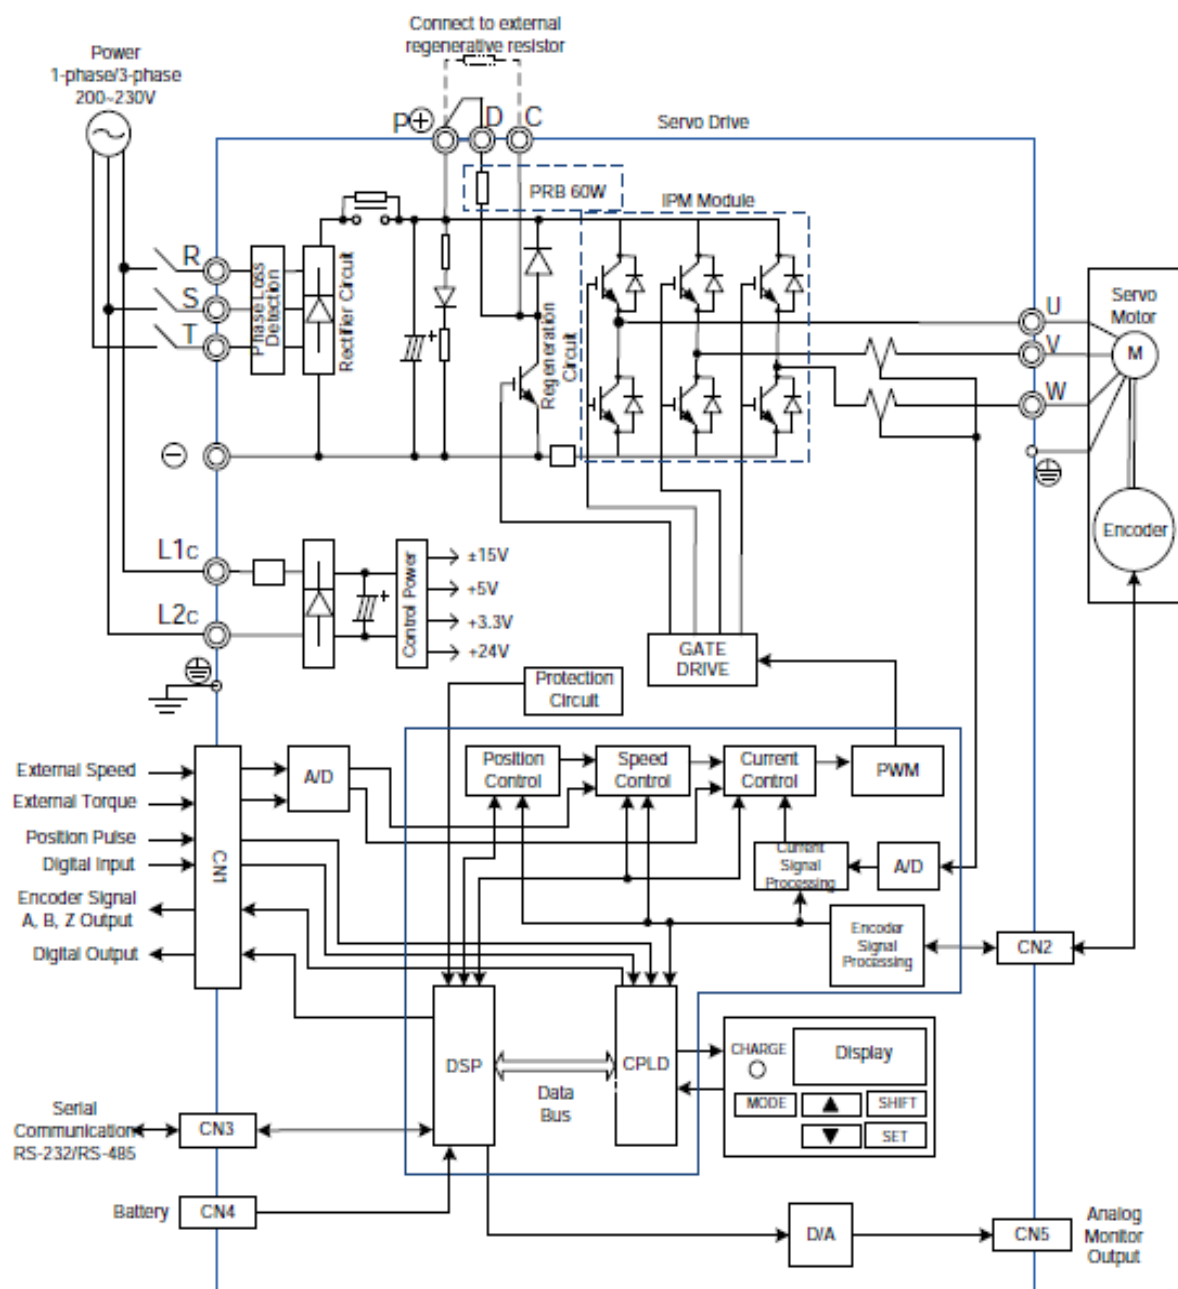 Connect to external
regenerative resistor
Power
1-phase/3-phase
200~230V
P
D
C
Servo Drive
PRB 60W
IPM Module
R
S
T
Phase Loss
Detection
Rectifier Circuit
Regeneration
Circuit
U
V
W
Servo
Motor
M
Encoder
L1c
L2c
Control Power
±15V
+5V
+3.3V
+24V
GATE
DRIVE
Protection
Circuit
External Speed
External Torque
Position Pulse
Digital Input
Encoder Signal
A, B, Z Output
Digital Output
CN1
A/D
Position
Control
Speed
Control
Current
Control
PWM
Current
Signal
Processing
A/D
Encoder
Signal
Processing
CN2
DSP
Data
Bus
CPLD
CHARGE
Display
MODE
SHIFT
SET
Serial
Communication
RS-232/RS-485
CN3
Battery
CN4
D/A
CN5
Analog
Monitor
Output